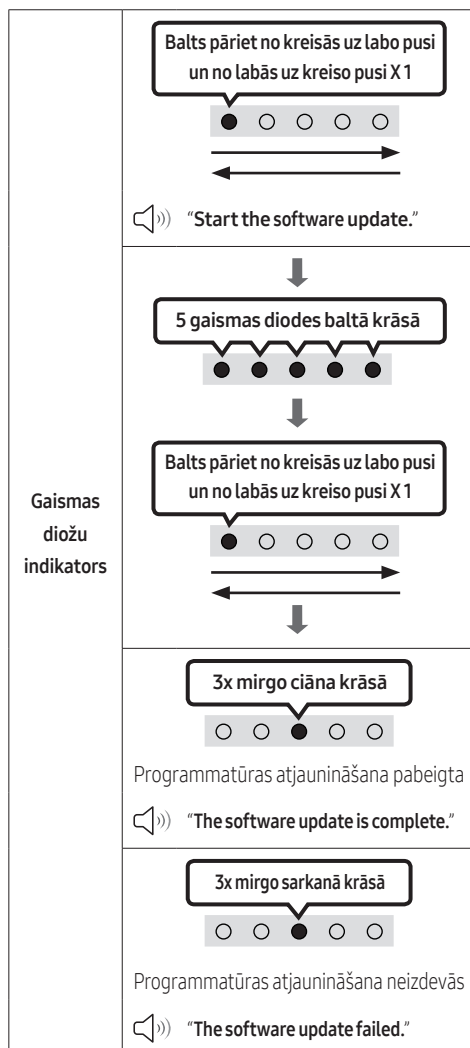 Balts pāriet no kreisās uz labo pusi
un no labās uz kreiso pusi X 1
"Start the software update."
5 gaismas diodes baltā krāsā
Balts pāriet no kreisās uz labo pusi
un no labās uz kreiso pusi X 1
Gaismas
diožu
indikators
3x mirgo ciāna krāsā
Programmatūras atjaunināšana pabeigta
"The software update is complete."
3x mirgo sarkanā krāsā
Programmatūras atjaunināšana neizdevās
"The software update failed."